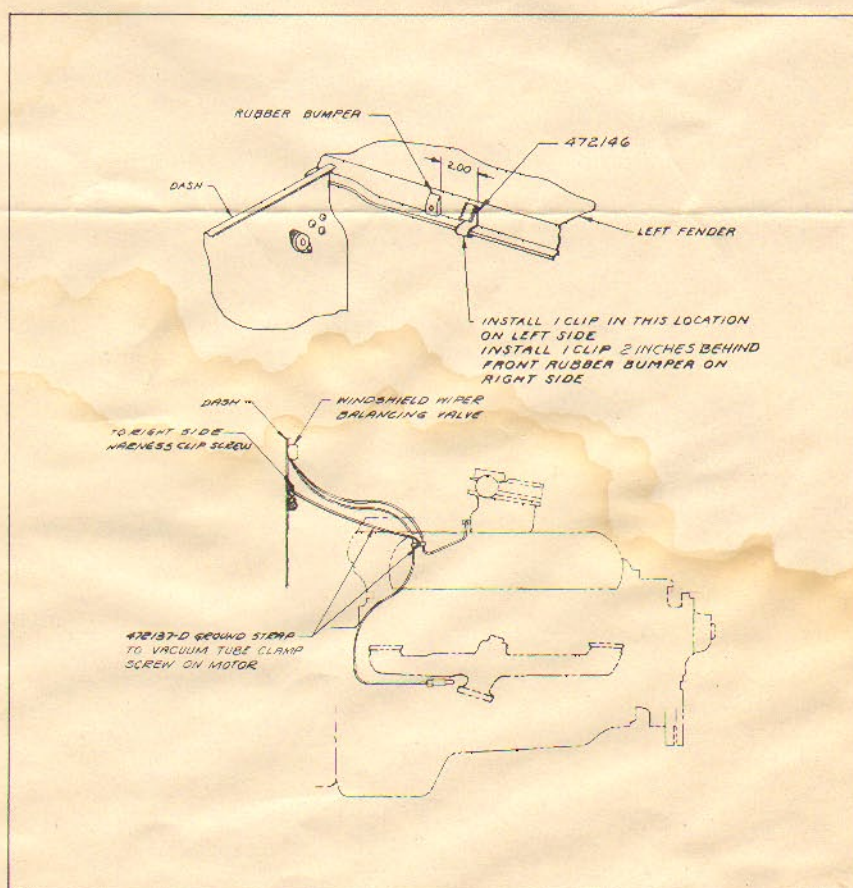 RUBBER BUMPER
472146
2.00
DASH
LEFT FENDER
INSTALL 1 CLIP IN THIS LOCATION
ON LEFT SIDE
INSTALL 1 CLIP 2 INCHES BEHIND
FRONT RUBBER BUMPER ON
RIGHT SIDE
DASH
WINDSHIELD WIPER
BALANCING VALVE
TO RIGHT SIDE
HARNESS CLIP SCREW
472137-D GROUND STRAP
TO VACUUM TUBE CLAMP
SCREW ON MOTOR